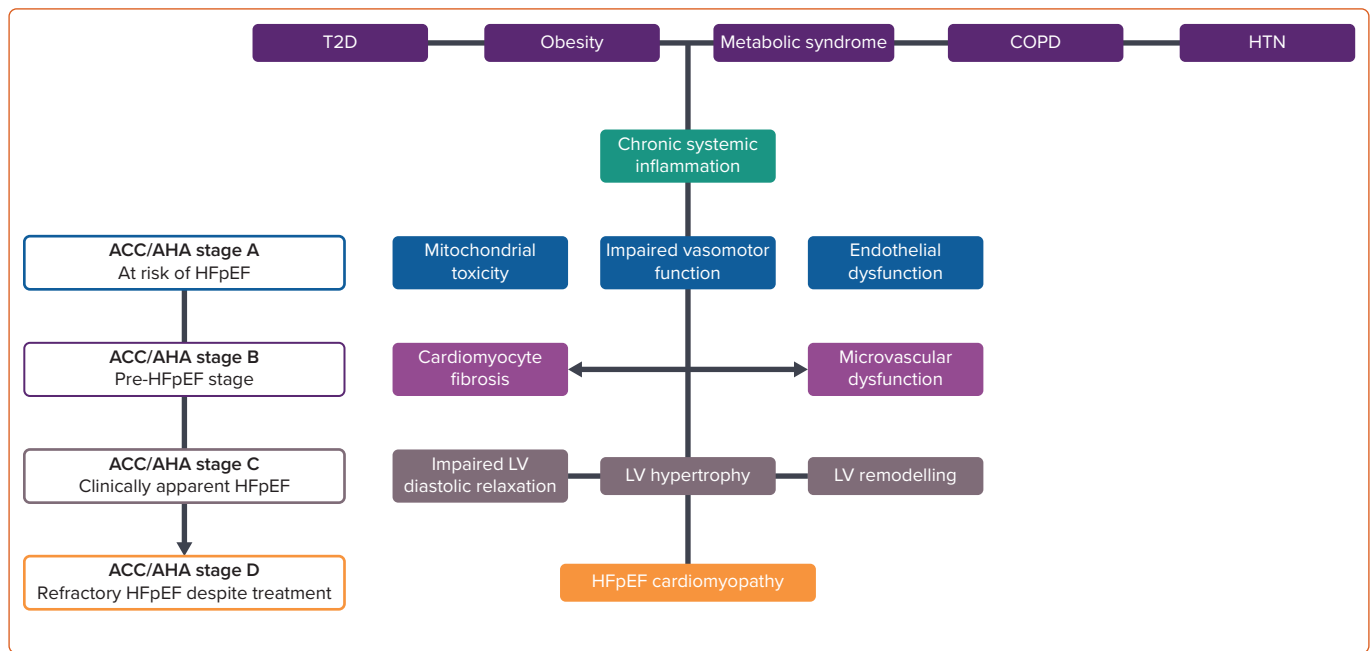 T2D
Obesity
Metabolic syndrome
COPD
HTN
Chronic systemic
inflammation
ACC/AHA stage A
At risk of HFpEF
Mitochondrial
toxicity
Impaired vasomotor
function
Endothelial
dysfunction
ACC/AHA stage B
Pre-HFpEF stage
Cardiomyocyte
fibrosis
Microvascular
dysfunction
ACC/AHA stage C
Clinically apparent HFpEF
Impaired LV
diastolic relaxation
LV hypertrophy
LV remodelling
ACC/AHA stage D
Refractory HFpEF despite treatment
HFpEF cardiomyopathy